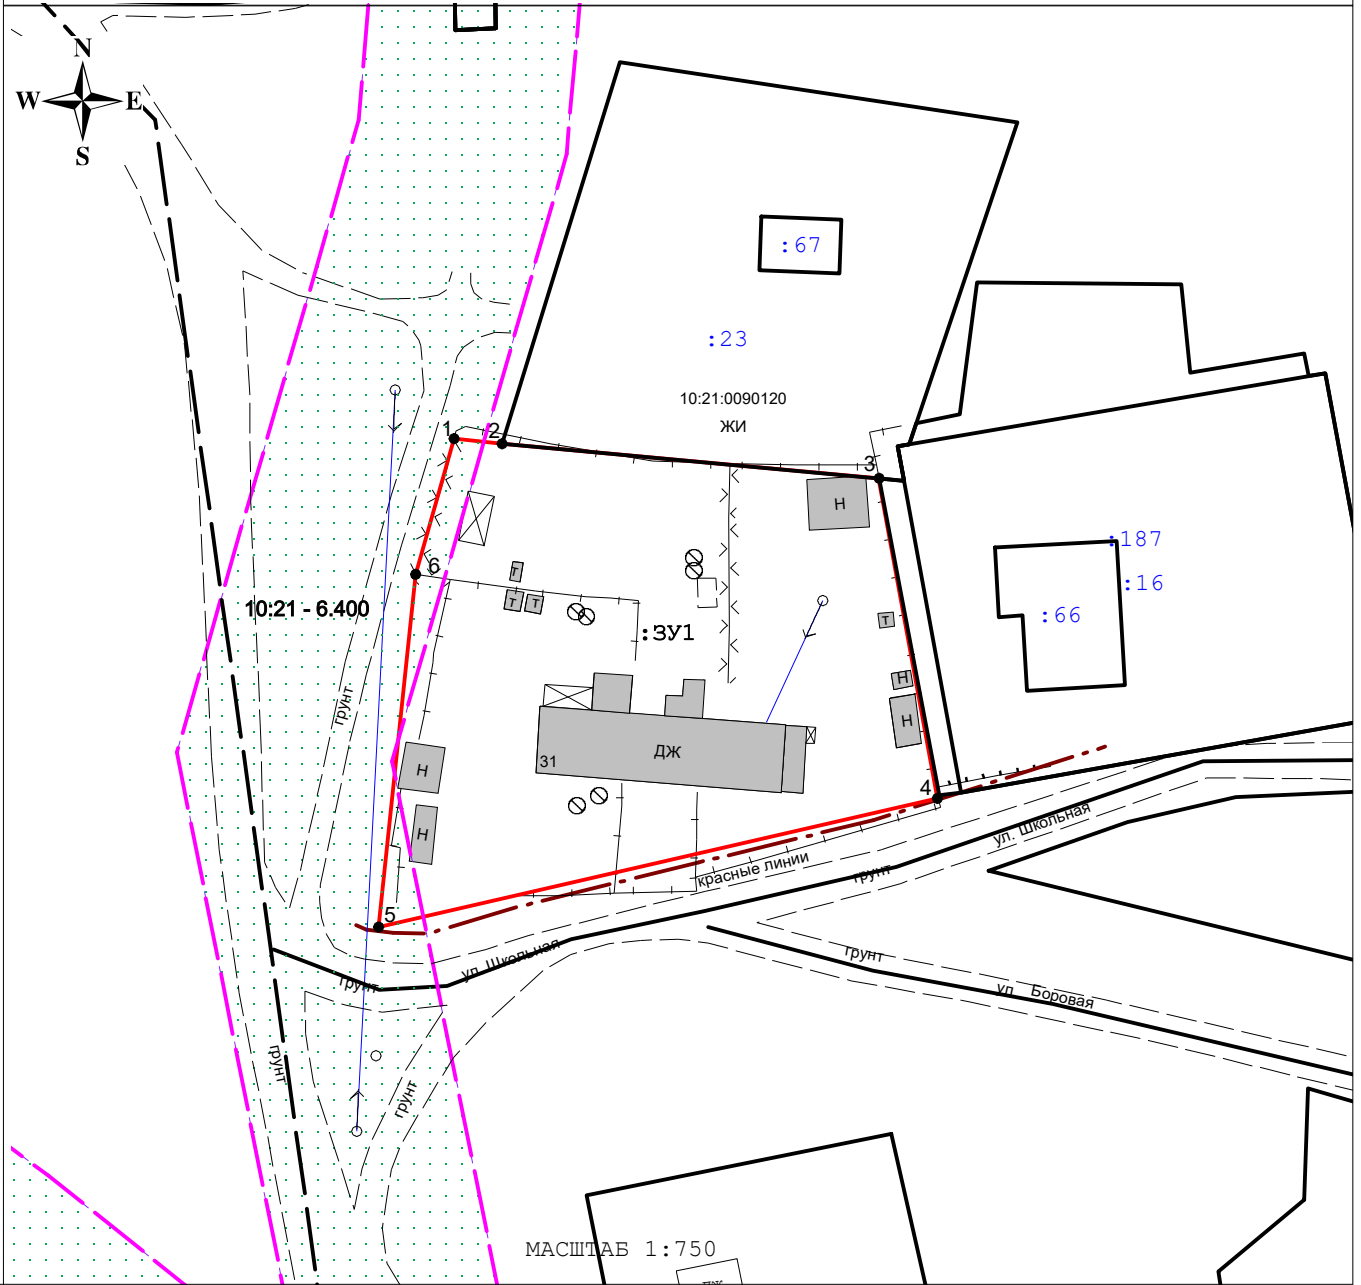 N
W E
S
:67
:23
10:21:0090120
ЖИ
1
2
3
Н
:187
:16
:66
6
Т
Т
Т
10:21 - 6.400
:ЗУ1
Т
грунт
Н
Н
ДЖ
31
Н
Н
4
ул. Школьная
красные линии
грунт
5
ул. Школьная
грунт
грунт
ул. Боровая
грунт
грунт
МАСШТАБ 1:750